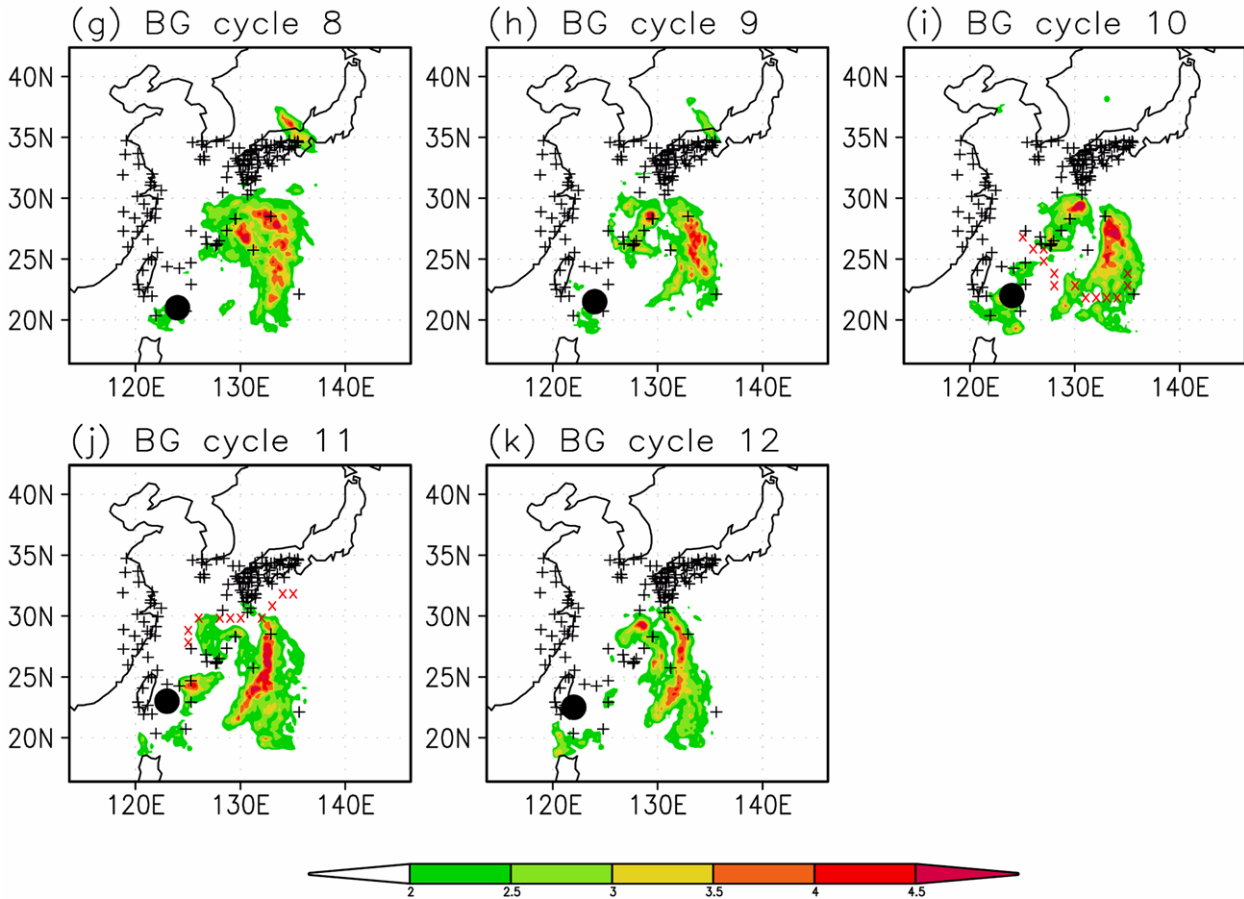 (g) BG cycle 8
(h) BG cycle 9
(i) BG cycle 10
40N
35N
30N
25N
20N
120E 130E 140E
40N
35N
30N
25N
20N
120E 130E 140E
40N
35N
30N
25N
20N
120E 130E 140E
(j) BG cycle 11
(k) BG cycle 12
40N
35N
30N
25N
20N
120E 130E 140E
40N
35N
30N
25N
20N
120E 130E 140E
2 2.5 3 3.5 4 4.5